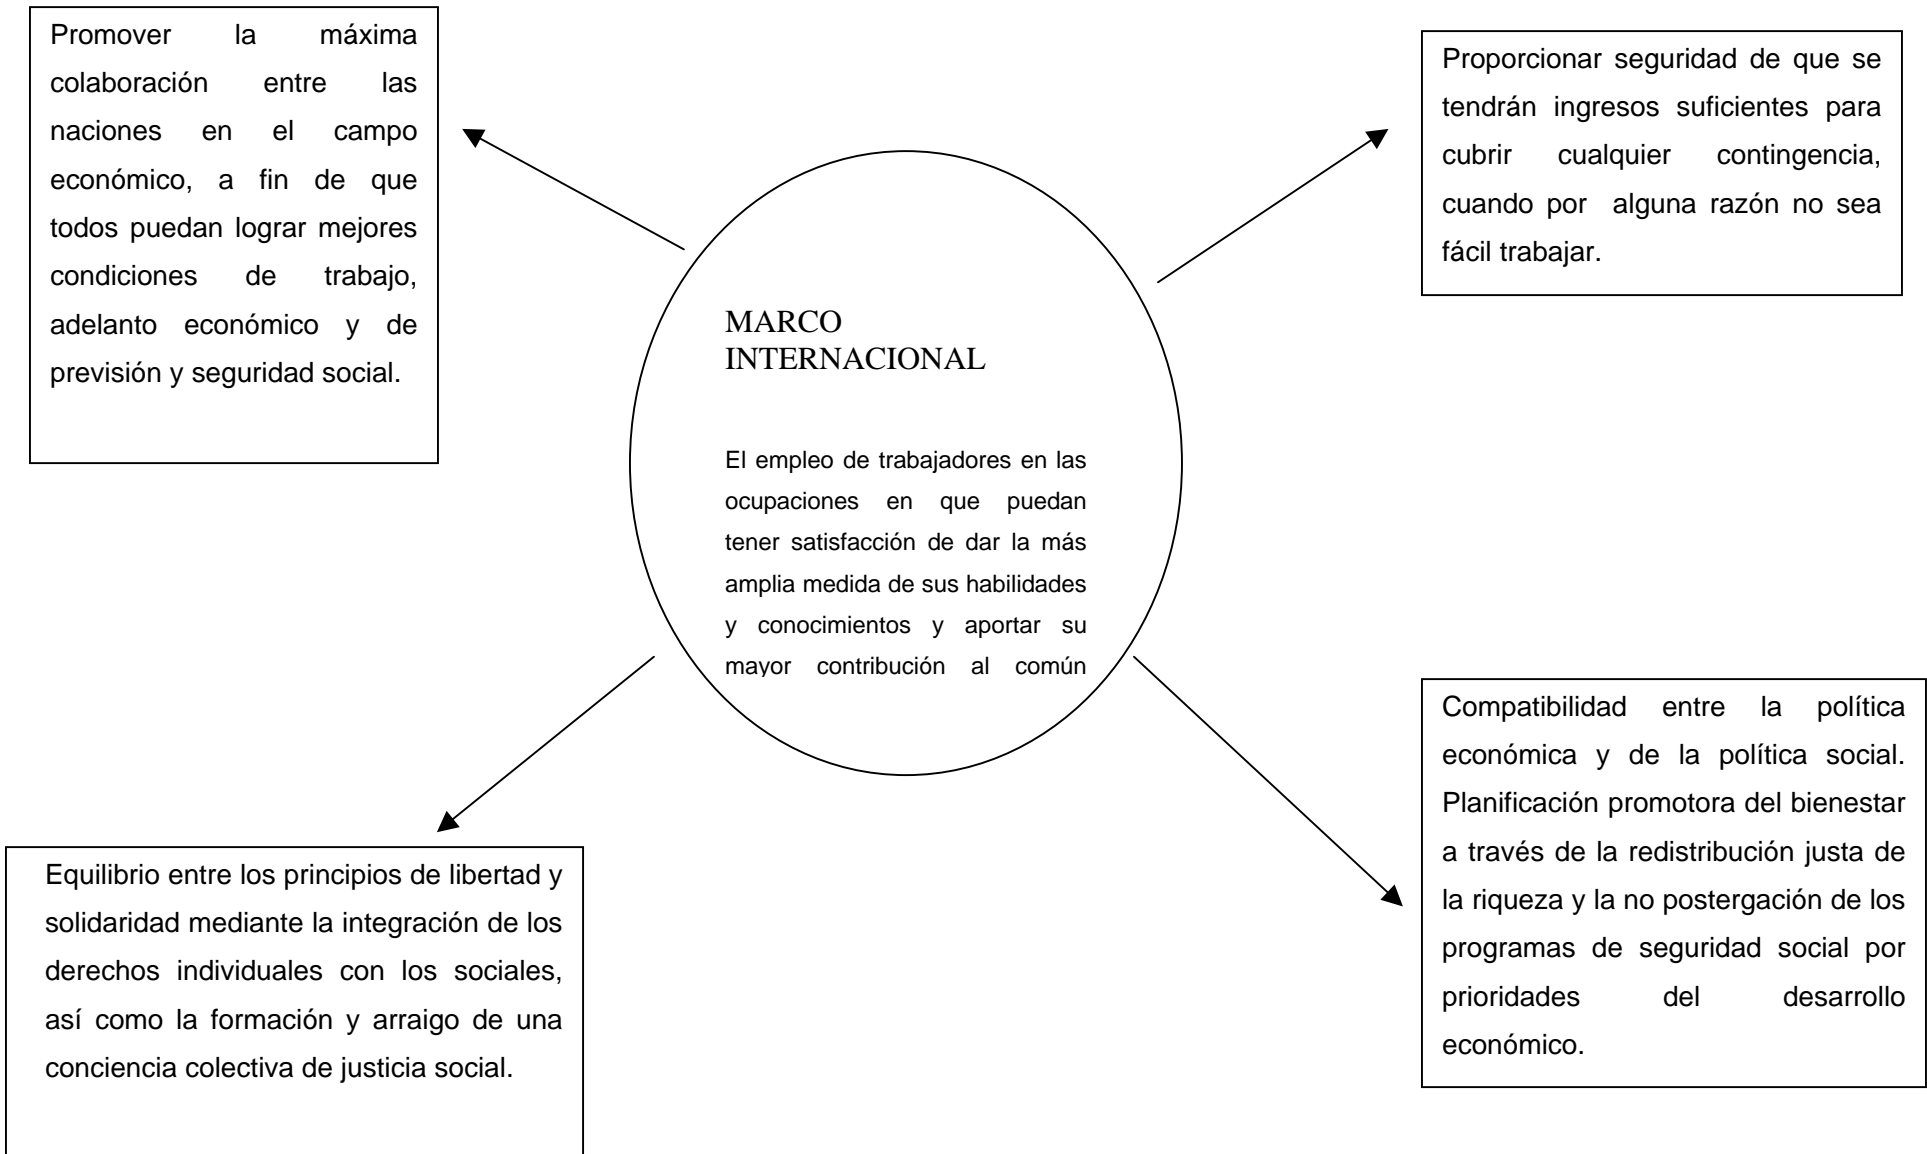 Promover la máxima
colaboración entre las
naciones en el campo
económico, a fin de que
todos puedan lograr mejores
condiciones de trabajo,
adelanto económico y de
previsión y seguridad social.
Proporcionar seguridad de que se
tendrán ingresos suficientes para
cubrir cualquier contingencia,
cuando por alguna razón no sea
fácil trabajar.
MARCO
INTERNACIONAL
El empleo de trabajadores en las
ocupaciones en que puedan
tener satisfacción de dar la más
amplia medida de sus habilidades
y conocimientos y aportar su
mayor contribución al común
Equilibrio entre los principios de libertad y
solidaridad mediante la integración de los
derechos individuales con los sociales,
así como la formación y arraigo de una
conciencia colectiva de justicia social.
Compatibilidad entre la política
económica y de la política social.
Planificación promotora del bienestar
a través de la redistribución justa de
la riqueza y la no postergación de los
programas de seguridad social por
prioridades del desarrollo
económico.